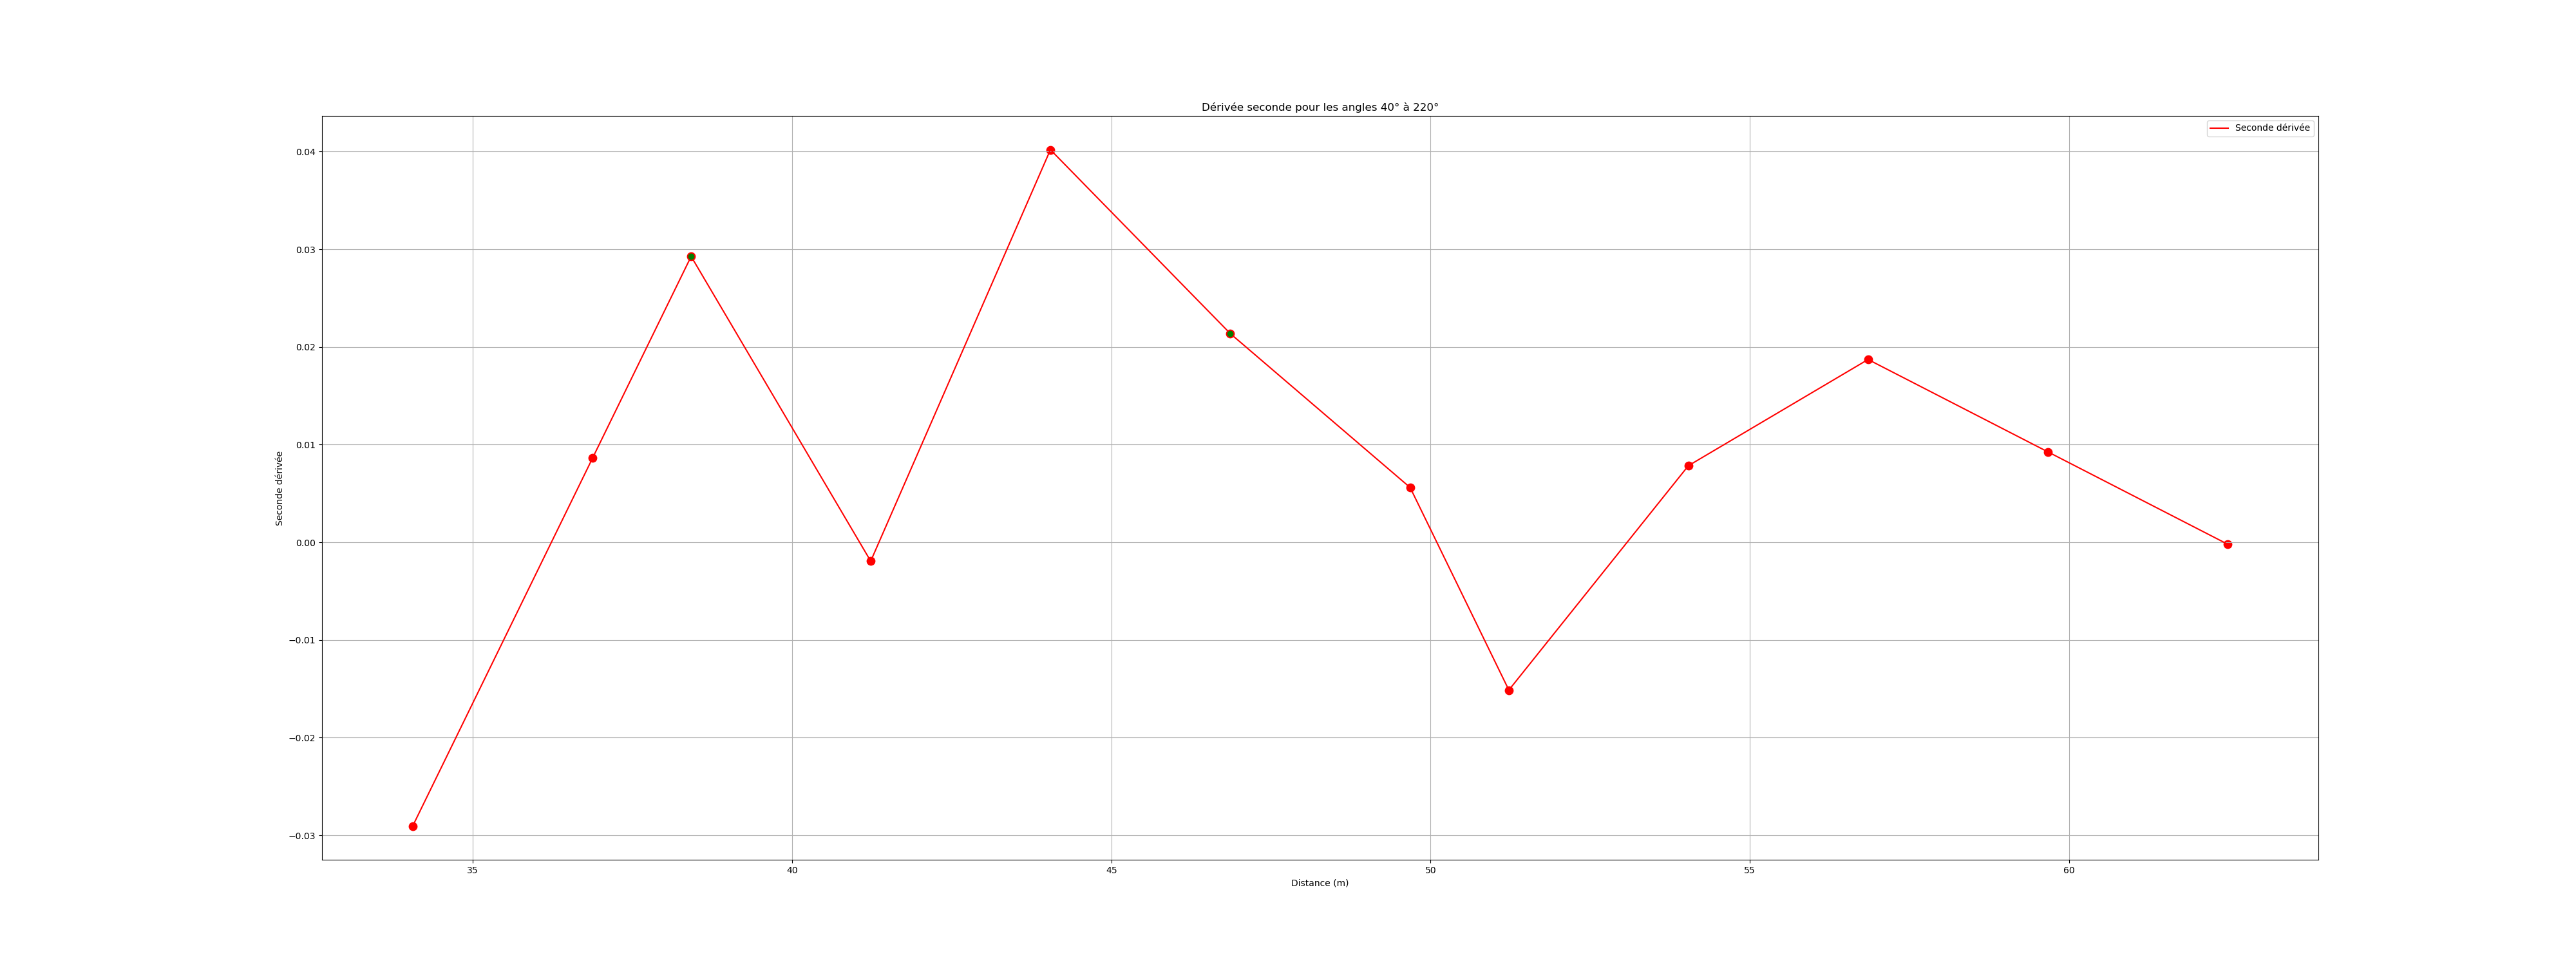 Dérivée seconde pour les angles 40° à 220°
Seconde dérivée
0.04
0.03
0.02
0.01
0.00
−0.01
−0.02
−0.03
Seconde dérivée
35 40 45 50 55 60
Distance (m)